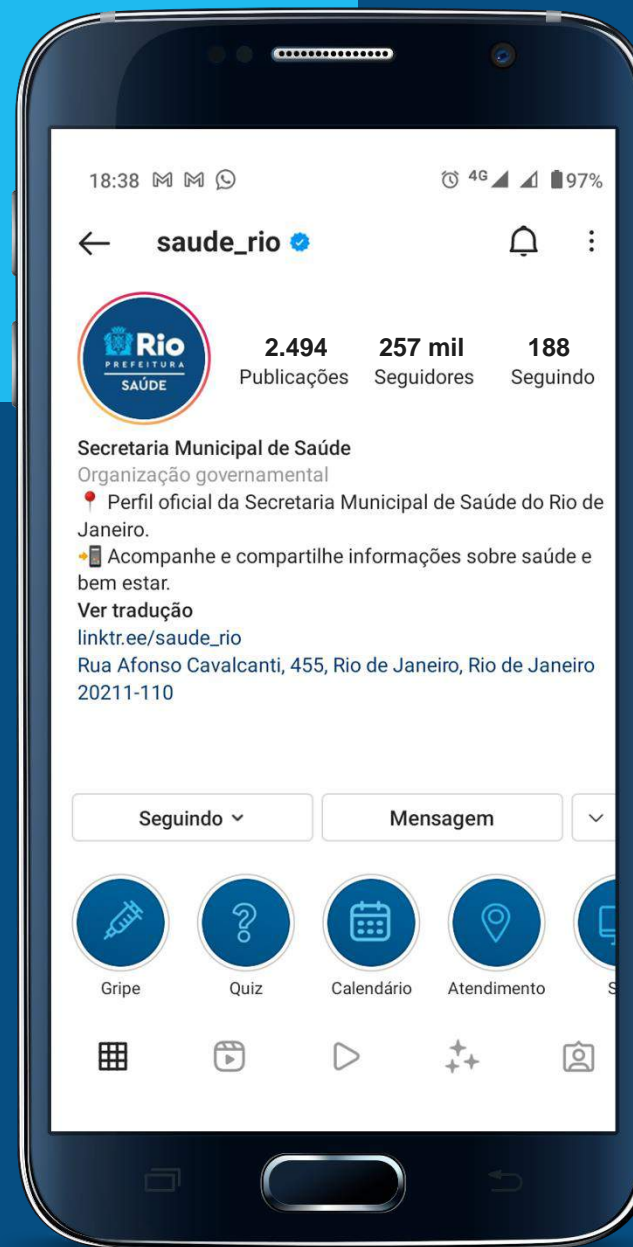 18:38
4G
97%
saude_rio
Rio
PREFEITURA
SAÚDE
2.494 257 mil 188
Publicações Seguidores Seguindo
Secretaria Municipal de Saúde
Organização governamental
📍 Perfil oficial da Secretaria Municipal de Saúde do Rio de
Janeiro.
📲 Acompanhe e compartilhe informações sobre saúde e
bem estar.
Ver tradução
linktr.ee/saude_rio
Rua Afonso Cavalcanti, 455, Rio de Janeiro, Rio de Janeiro
20211-110
Seguindo Mensagem
Gripe Quiz Calendário Atendimento S